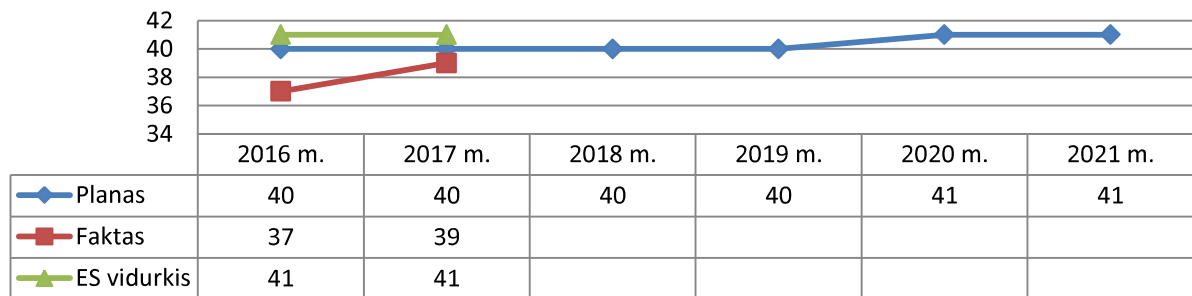 42
40
38
36
34
2016 m. 2017 m. 2018 m. 2019 m. 2020 m. 2021 m.
Planas 40 40 40 40 41 41
Faktas 37 39
ES vidurkis 41 41